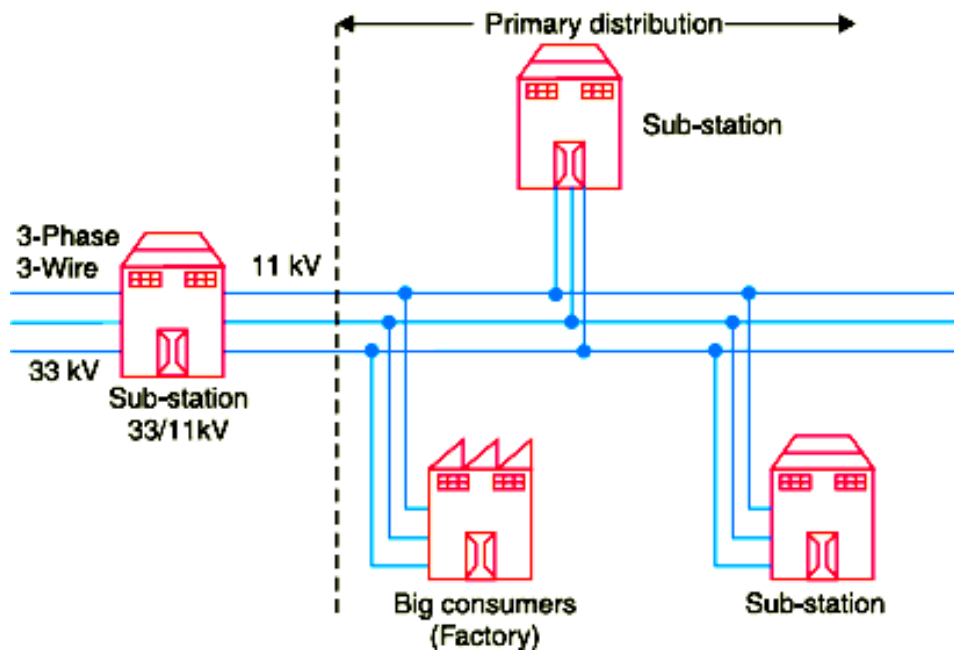 Primary distribution
Sub-station
3-Phase
3-Wire
11 kV
33 kV
Sub-station
33/11kV
Big consumers
(Factory)
Sub-station